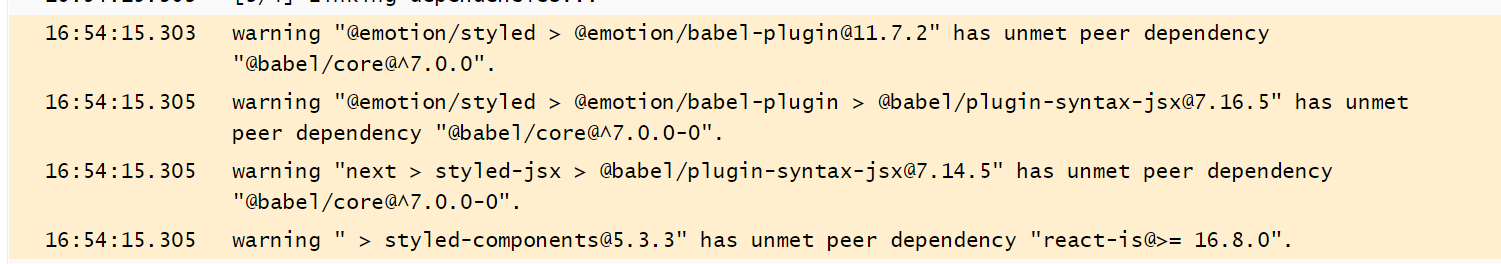 16:54:15.303 warning "@emotion/styled > @emotion/babel-plugin@11.7.2" has unmet peer dependency
"@babel/core@^7.0.0".
16:54:15.305 warning "@emotion/styled > @emotion/babel-plugin > @babel/plugin-syntax-jsx@7.16.5" has unmet
peer dependency "@babel/core@^7.0.0-0".
16:54:15.305 warning "next > styled-jsx > @babel/plugin-syntax-jsx@7.14.5" has unmet peer dependency
"@babel/core@^7.0.0-0".
16:54:15.305 warning " > styled-components@5.3.3" has unmet peer dependency "react-is@>= 16.8.0".